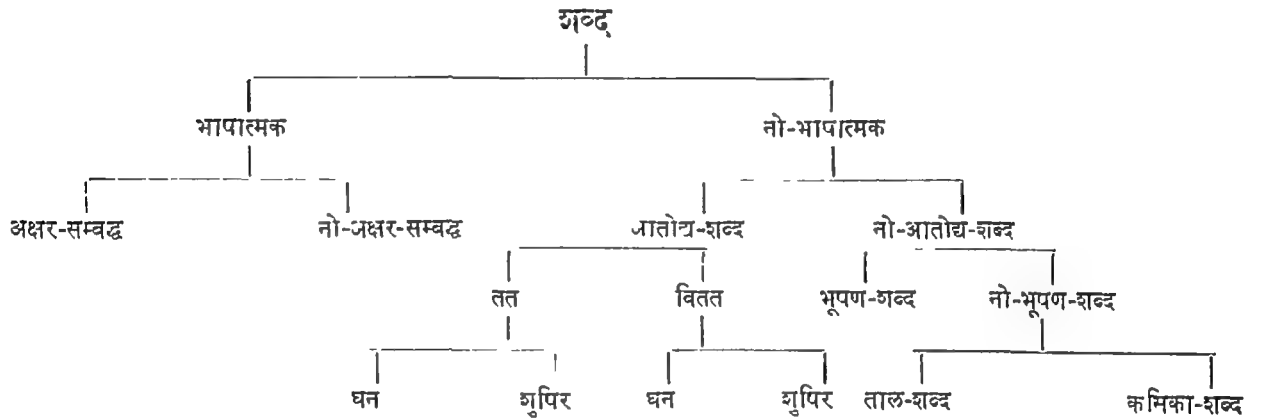 शब्द
भाषात्मक नो-भाषात्मक
अक्षर-सम्बद्ध नो-अक्षर-सम्बद्ध आतोद्य-शब्द नो-आतोद्य-शब्द
तत वितत भूषण-शब्द नो-भूषण-शब्द
घन शुषिर घन शुषिर ताल-शब्द कंसिका-शब्द